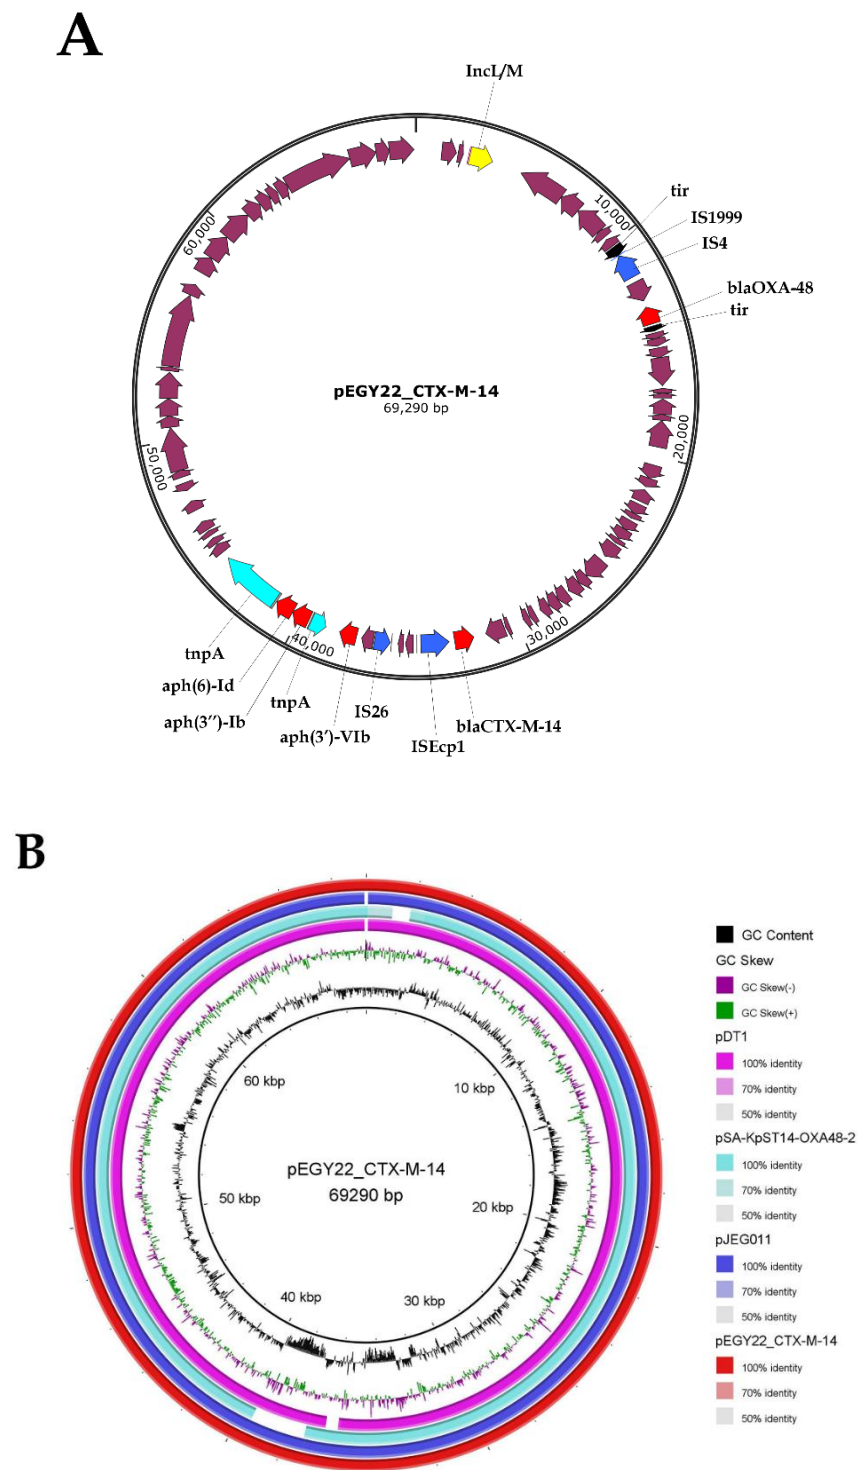 A
IncL/M
tir
IS1999
IS4
10,000
blaOXA-48
tir
60,000
pEGY22_CTX-M-14
69,290 bp
20,000
50,000
30,000
40,000
tnpA
aph(6)-Id
aph(3'')-Ib
tnpA
aph(3')-VIb
IS26
ISEcp1
blaCTX-M-14
B
GC Content
GC Skew
GC Skew(-)
GC Skew(+)
pDT1
100% identity
70% identity
50% identity
pSA-KpST14-OXA48-2
100% identity
70% identity
50% identity
pJEG011
100% identity
70% identity
50% identity
pEGY22_CTX-M-14
100% identity
70% identity
50% identity
60 kbp
10 kbp
pEGY22_CTX-M-14
69290 bp
50 kbp
20 kbp
40 kbp
30 kbp